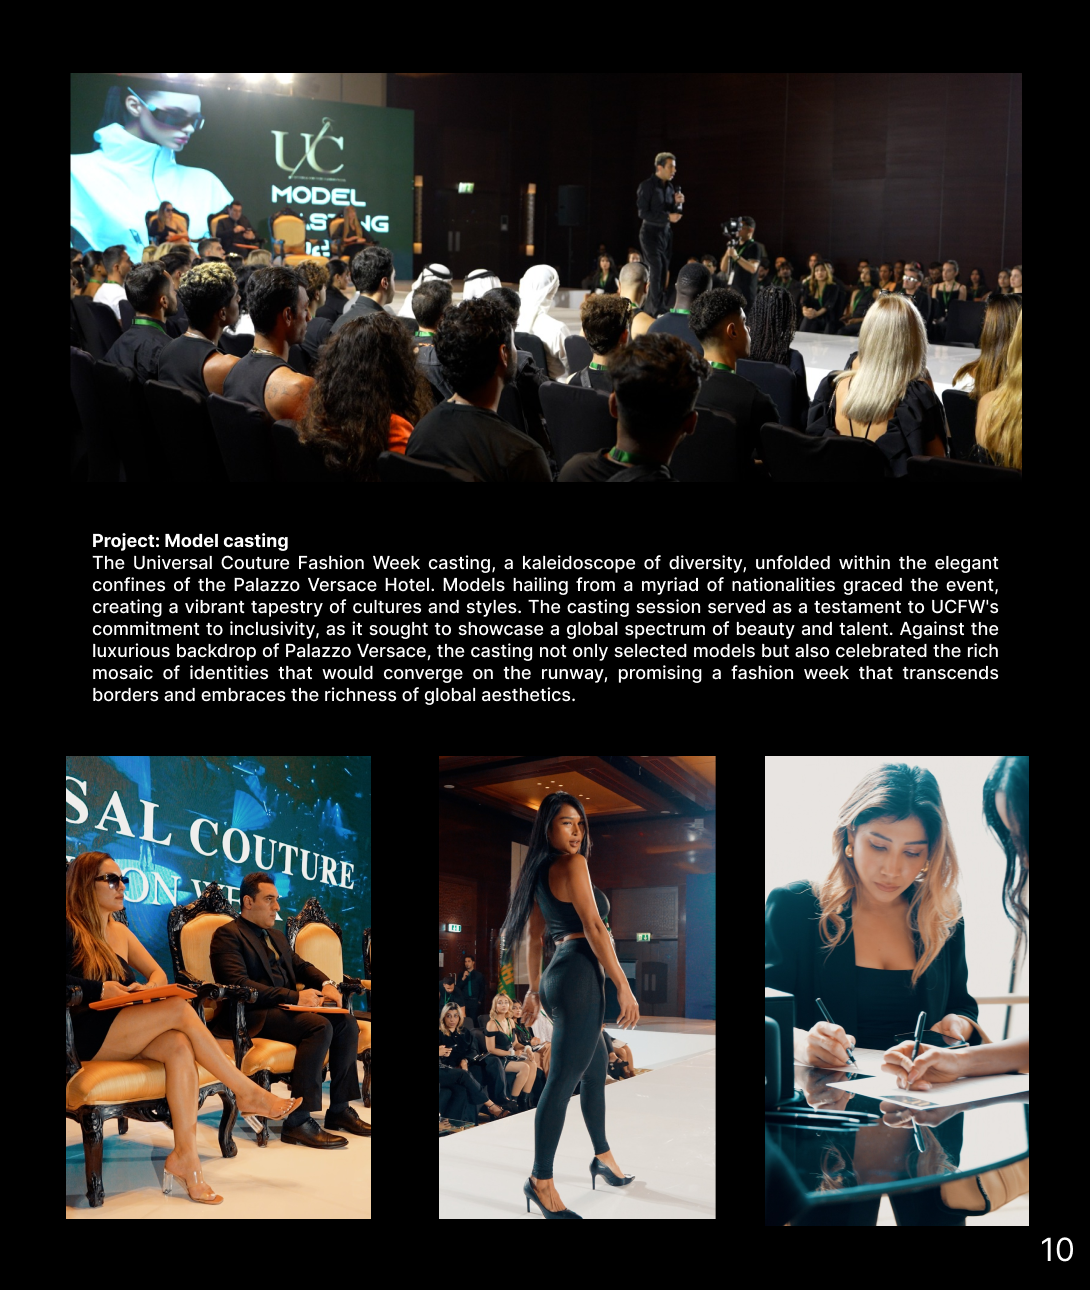 UC
MODEL
Project: Model casting
The Universal Couture Fashion Week casting, a kaleidoscope of diversity, unfolded within the elegant
confines of the Palazzo Versace Hotel. Models hailing from a myriad of nationalities graced the event,
creating a vibrant tapestry of cultures and styles. The casting session served as a testament to UCFW's
commitment to inclusivity, as it sought to showcase a global spectrum of beauty and talent. Against the
luxurious backdrop of Palazzo Versace, the casting not only selected models but also celebrated the rich
mosaic of identities that would converge on the runway, promising a fashion week that transcends
borders and embraces the richness of global aesthetics.
SAL COUTURE
ON WE
10